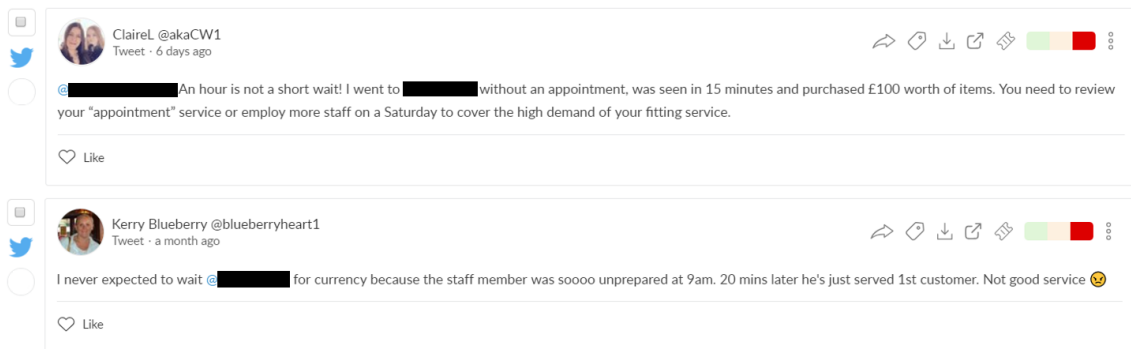 ClaireL @akaCW1
Tweet · 6 days ago
@ An hour is not a short wait! I went to without an appointment, was seen in 15 minutes and purchased £100 worth of items. You need to review
your “appointment” service or employ more staff on a Saturday to cover the high demand of your fitting service.
Like
Kerry Blueberry @blueberryheart1
Tweet · a month ago
I never expected to wait @ for currency because the staff member was soooo unprepared at 9am. 20 mins later he's just served 1st customer. Not good service 😠
Like